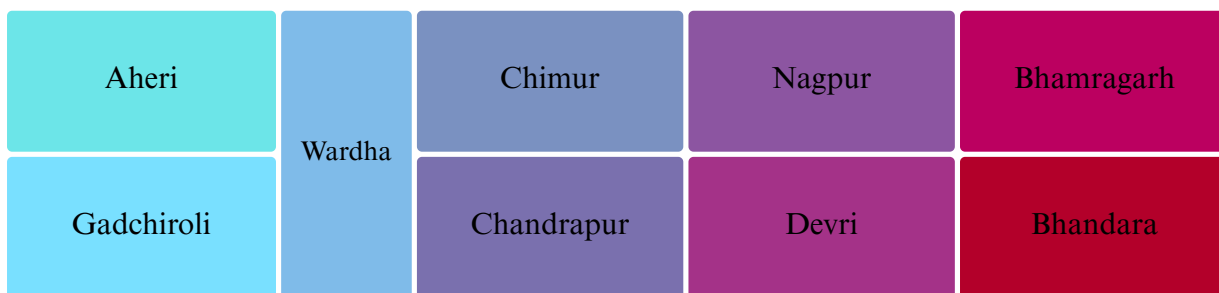 Aheri
Gadchiroli
Wardha
Chimur
Chandrapur
Nagpur
Devri
Bhamragarh
Bhandara